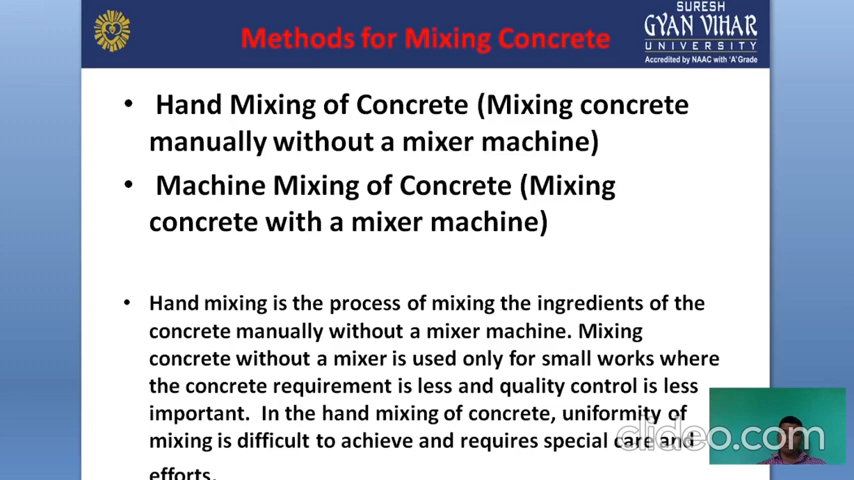 SURESH
GYAN VIHAR
UNIVERSITY
Accredited by NAAC with 'A' Grade
Methods for Mixing Concrete
• Hand Mixing of Concrete (Mixing concrete
manually without a mixer machine)
• Machine Mixing of Concrete (Mixing
concrete with a mixer machine)
• Hand mixing is the process of mixing the ingredients of the
concrete manually without a mixer machine. Mixing
concrete without a mixer is used only for small works where
the concrete requirement is less and quality control is less
important. In the hand mixing of concrete, uniformity of
mixing is difficult to achieve and requires special care and
efforts.
clideo.com